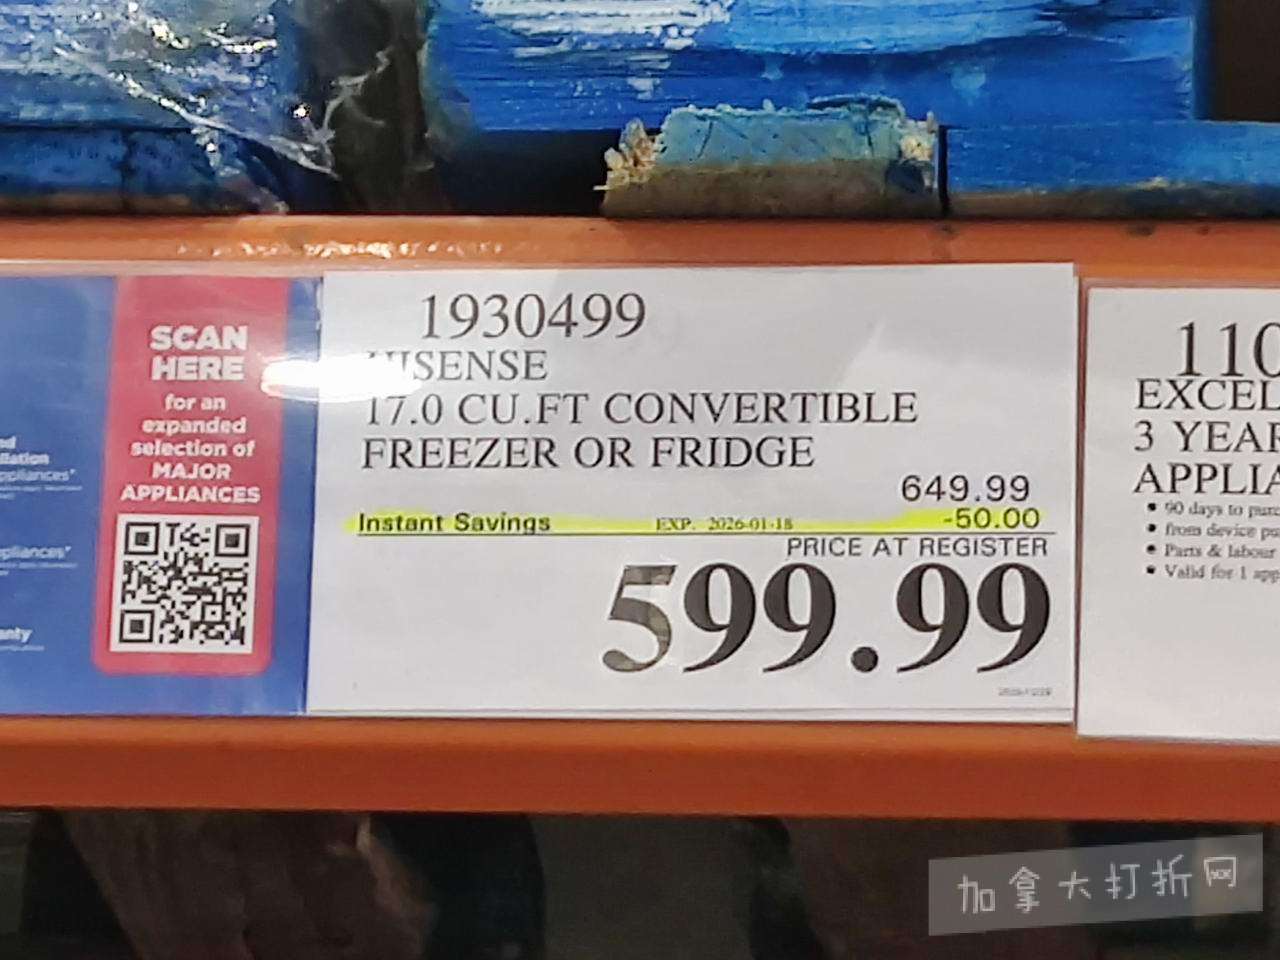 SCAN
HERE
for an
expanded
selection of
MAJOR
APPLIANCES
1930499
HISENSE
17.0 CU.FT CONVERTIBLE
FREEZER OR FRIDGE
649.99
Instant Savings EXP. 2026-01-18 -50.00
PRICE AT REGISTER
599.99
110
EXCEL
3 YEAR
APPLIA
• 90 days to purc
• from device pu
• Parts & labour
• Valid for 1 app
加拿大打折网